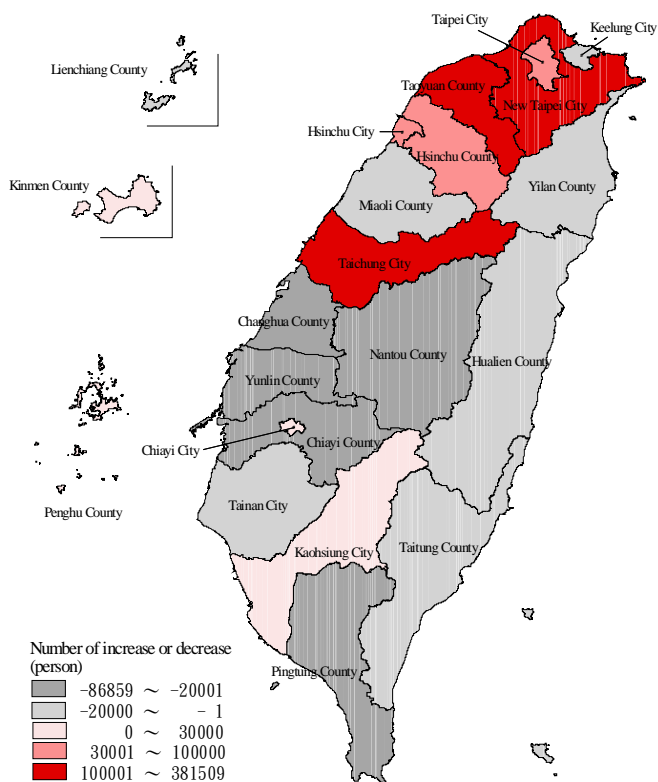 Taipei City
Keelung City
Lienchiang County
Taoyuan County
New Taipei City
Hsinchu City
Hsinchu County
Kinmen County
Yilan County
Miaoli County
Taichung City
Changhua County
Nantou County
Hualien County
Yunlin County
Chiayi City
Chiayi County
Tainan City
Penghu County
Kaohsiung City
Taitung County
Pingtung County
Number of increase or decrease
(person)
-86859 ~ -20001
-20000 ~ - 1
0 ~ 30000
30001 ~ 100000
100001 ~ 381509